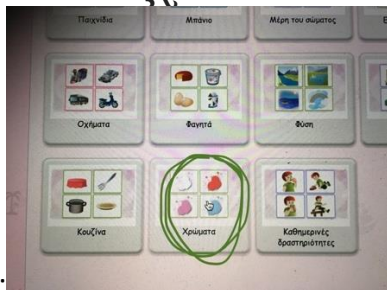 Παιχνίδια
Μπάνιο
Μέρη του σώματος
Οχήματα
Φαγητά
Φύση
Κουζίνα
Χρώματα
Καθημερινές
δραστηριότητες